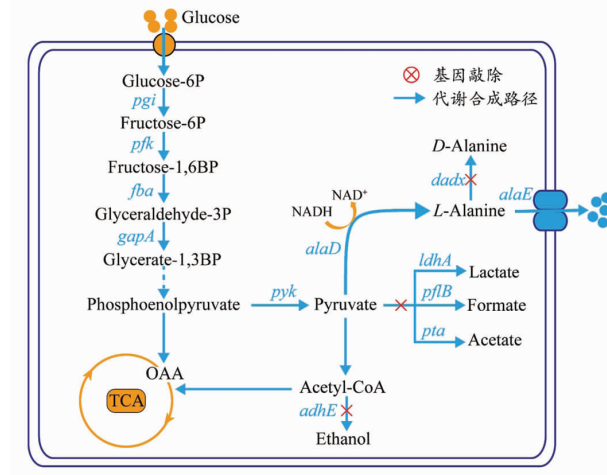 Glucose
Glucose-6P
pgi
Fructose-6P
pfk
Fructose-1,6BP
fba
Glyceraldehyde-3P
gapA
Glycerate-1,3BP
Phosphoenolpyruvate
pyk
Pyruvate
OAA
TCA
基因敲除
代谢合成路径
D-Alanine
dadx
alaE
L-Alanine
NAD⁺
NADH
alaD
ldhA
Lactate
pflB
Formate
pta
Acetate
Acetyl-CoA
adhE
Ethanol